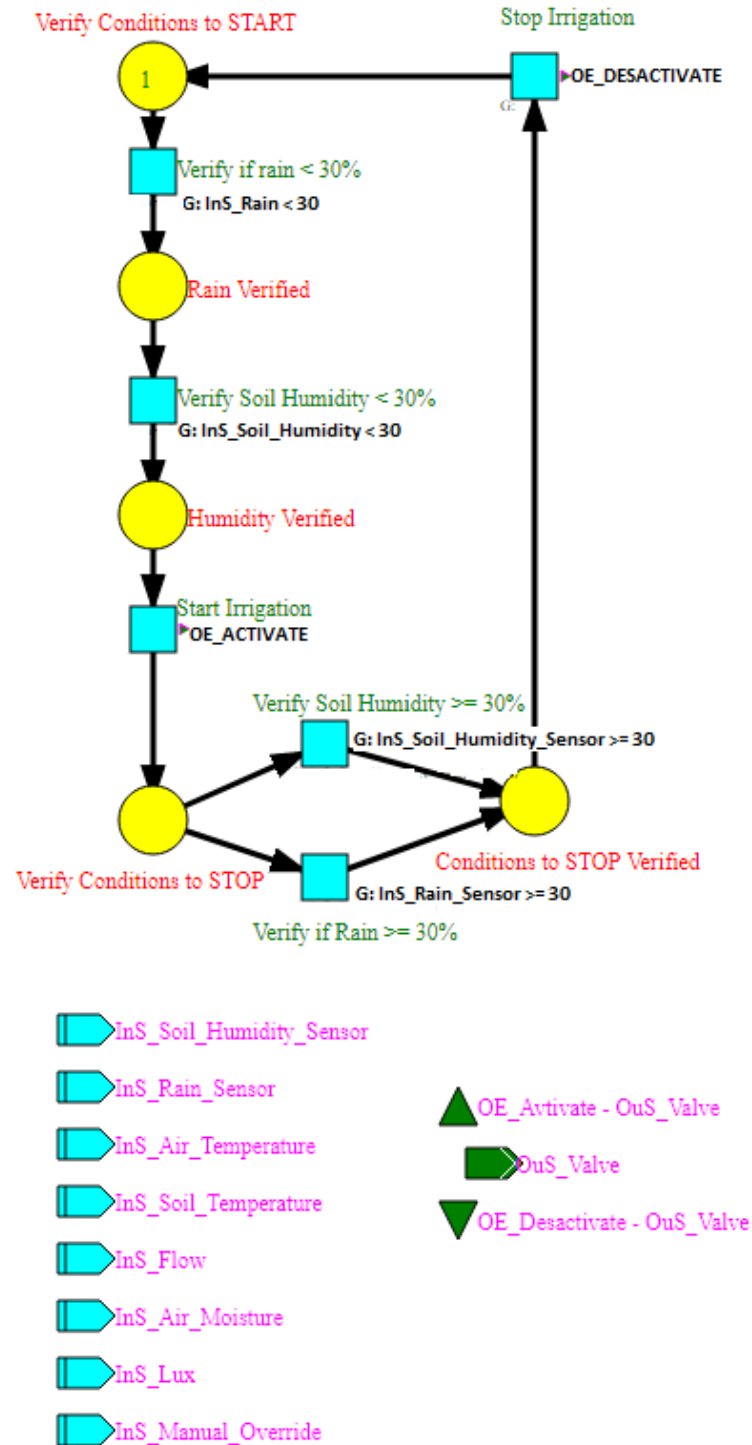 Verify Conditions to START
Stop Irrigation
1
OE_DESACTIVATE
G:
Verify if rain < 30%
G: InS_Rain < 30
Rain Verified
Verify Soil Humidity < 30%
G: InS_Soil_Humidity < 30
Humidity Verified
Start Irrigation
OE_ACTIVATE
Verify Soil Humidity >= 30%
G: InS_Soil_Humidity_Sensor >= 30
Verify Conditions to STOP
Conditions to STOP Verified
G: InS_Rain_Sensor >= 30
Verify if Rain >= 30%
InS_Soil_Humidity_Sensor
InS_Rain_Sensor
InS_Air_Temperature
InS_Soil_Temperature
InS_Flow
InS_Air_Moisture
InS_Lux
InS_Manual_Override
OE_Avtivate - OuS_Valve
OuS_Valve
OE_Desactivate - OuS_Valve